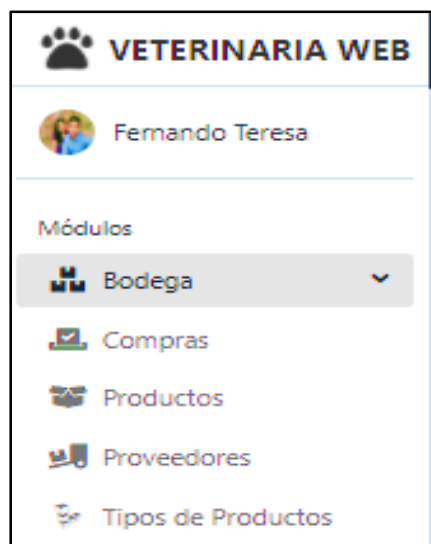 VETERINARIA WEB
Fernando Teresa
Módulos
Bodega
Compras
Productos
Proveedores
Tipos de Productos